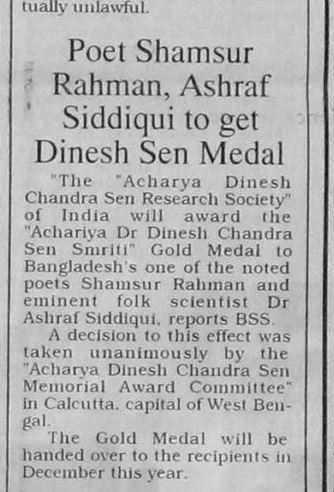 tually unlawful.
Poet Shamsur
Rahman, Ashraf
Siddiqui to get
Dinesh Sen Medal
"The "Acharya Dinesh
Chandra Sen Research Society"
of India will award the
"Achariya Dr Dinesh Chandra
Sen Smriti" Gold Medal to
Bangladesh's one of the noted
poets Shamsur Rahman and
eminent folk scientist Dr
Ashraf Siddiqui, reports BSS.
A decision to this effect was
taken unanimously by the
"Acharya Dinesh Chandra Sen
Memorial Award Committee"
in Calcutta, capital of West Ben-
gal.
The Gold Medal will be
handed over to the recipients in
December this year.